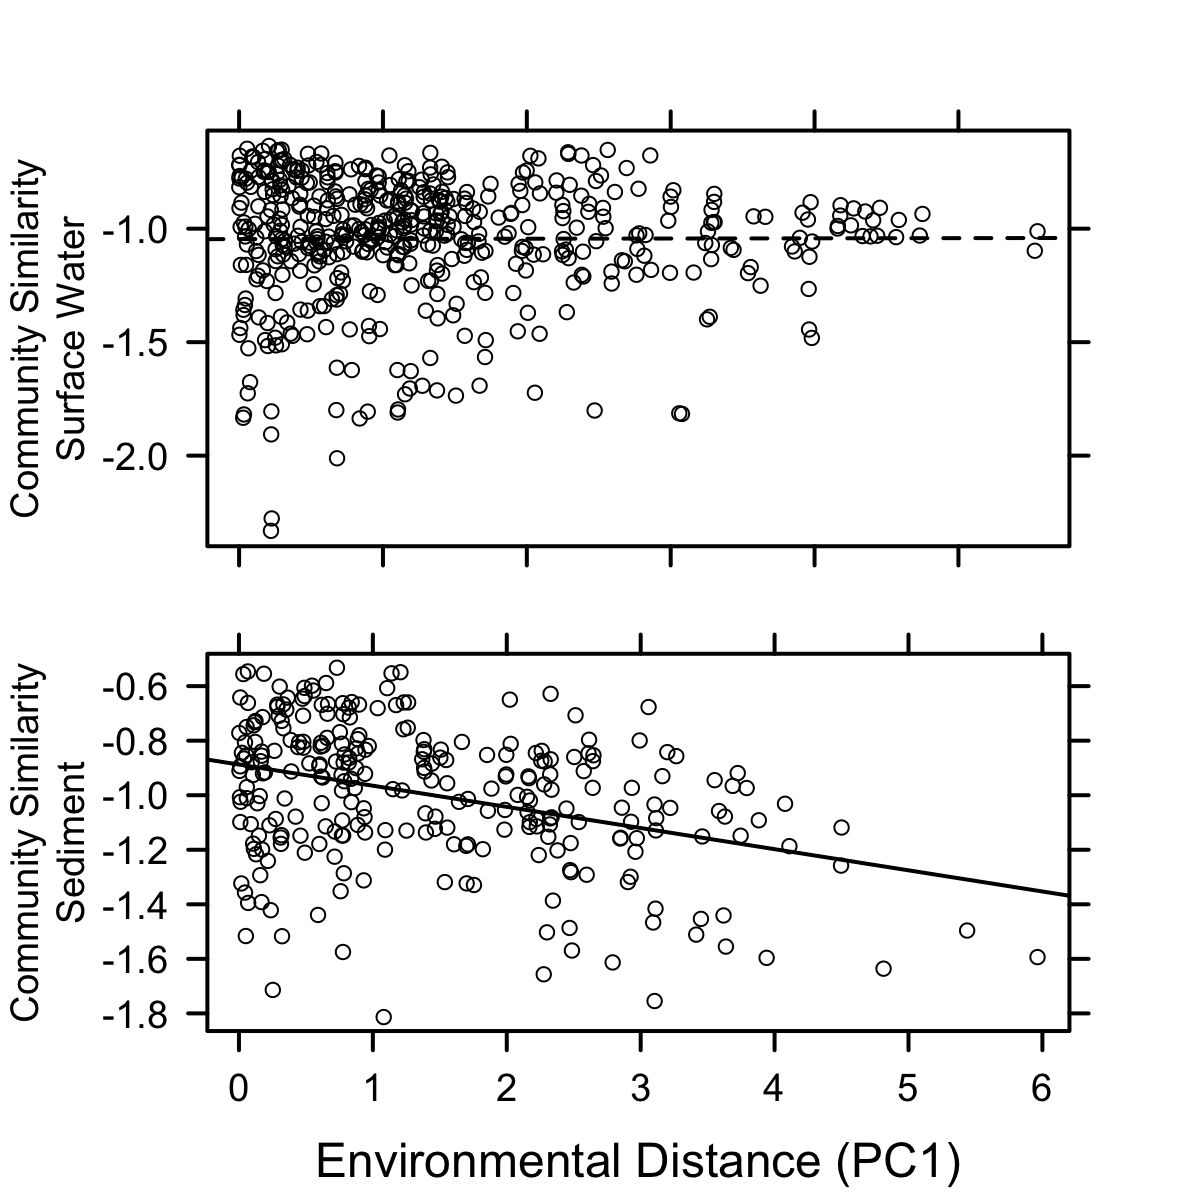 Community Similarity
Surface Water
-1.0
-1.5
-2.0
Community Similarity
Sediment
-0.6
-0.8
-1.0
-1.2
-1.4
-1.6
-1.8
0 1 2 3 4 5 6
Environmental Distance (PC1)